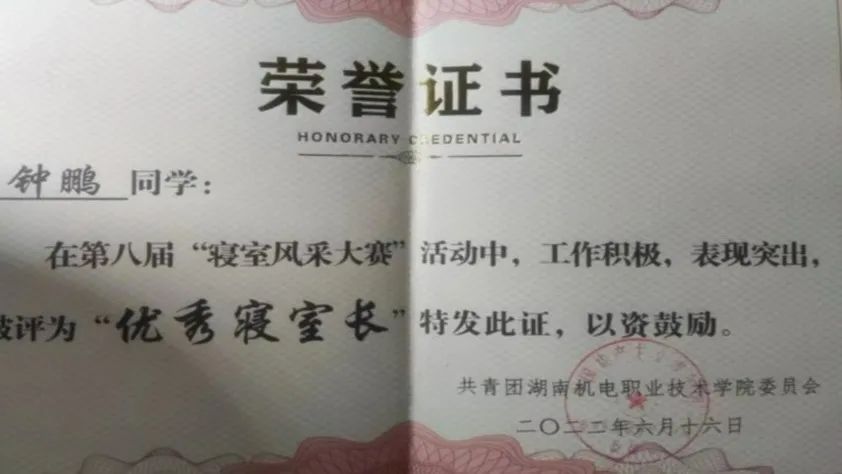 荣誉证书
HONORARY CREDENTIAL
钟鹏 同学：
在第八届“寝室风采大赛”活动中，工作积极，表现突出，
被评为“优秀寝室长”特发此证，以资鼓励。
共青团湖南机电职业技术学院委员会
二〇二二年六月十六日